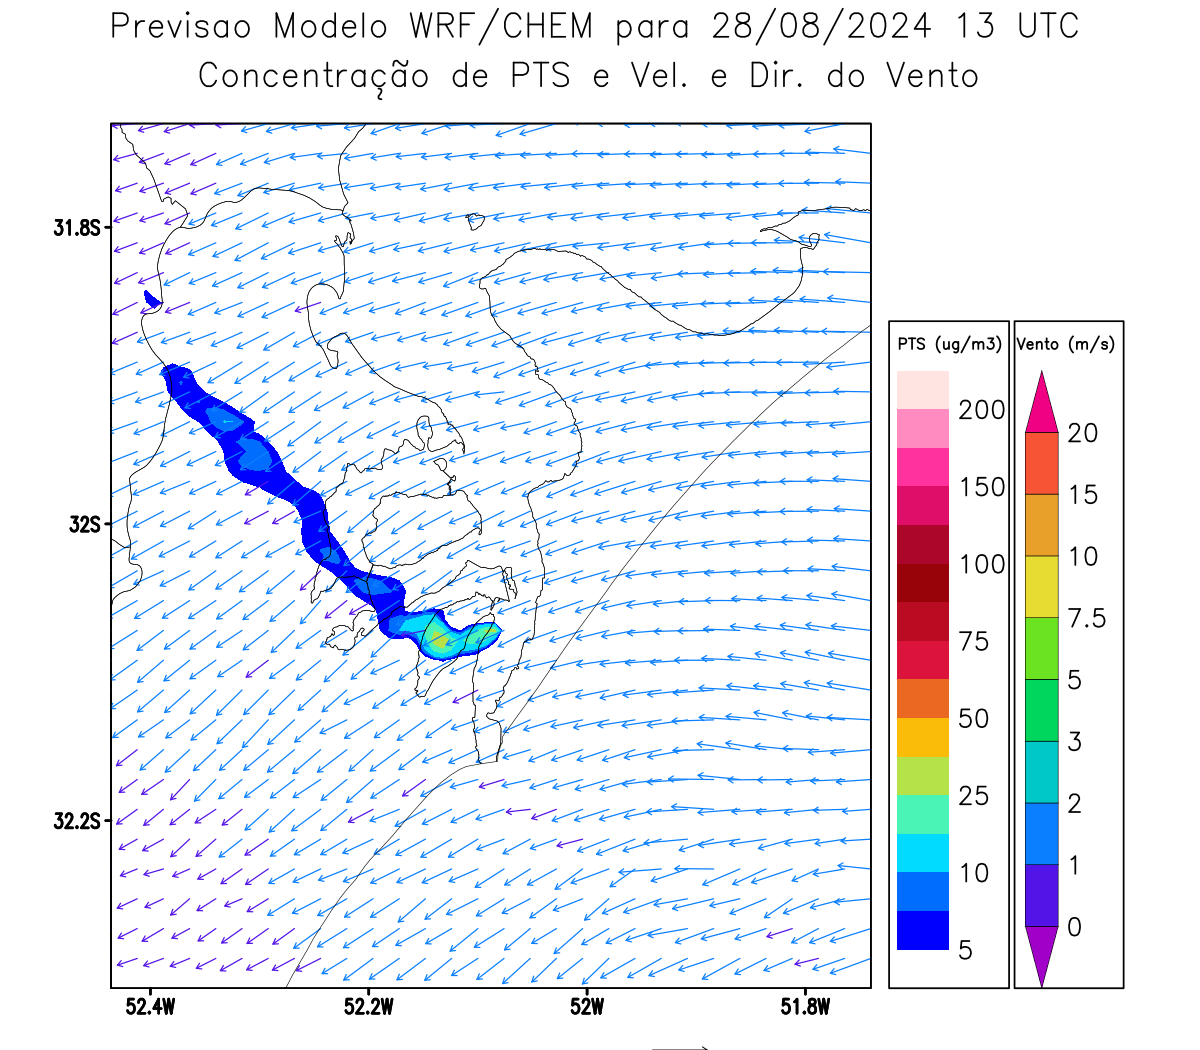 Previsao Modelo WRF/CHEM para 28/08/2024 13 UTC
Concentração de PTS e Vel. e Dir. do Vento
31.8S
32S
32.2S
52.4W 52.2W 52W 51.8W
PTS (ug/m3)
200
150
100
75
50
25
10
5
Vento (m/s)
20
15
10
7.5
5
3
2
1
0